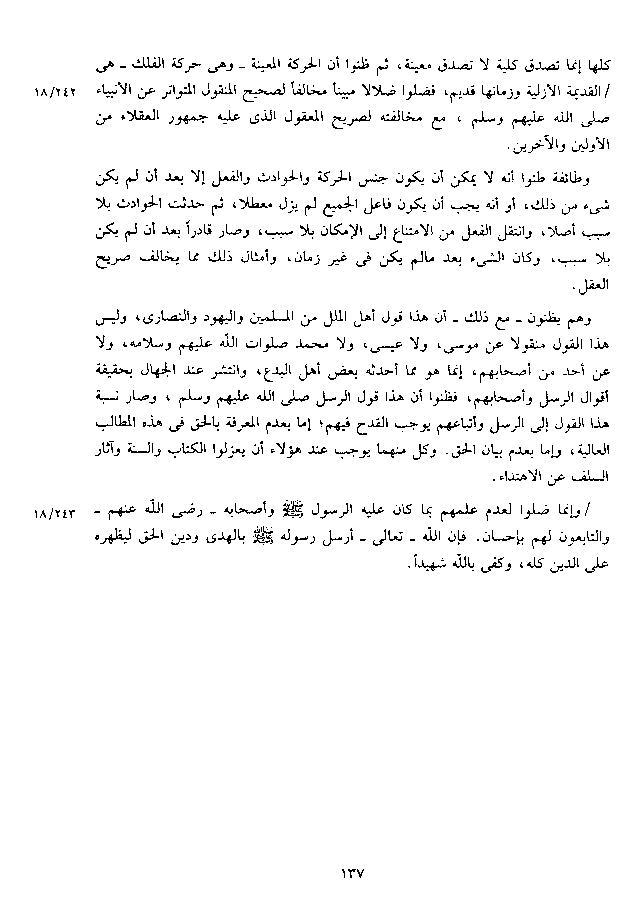 كلها إنما تصدق كلية لا تصدق معينة، ثم ظنوا أن الحركة المعينة ـ وهى حركة الفلك ـ هى
/ القديمة الأزلية وزمانها قديم، فضلوا ضلالا مبيناً مخالفاً لصحيح المنقول المتواتر عن الأنبياء ١٨/٢٤٢
صلى الله عليهم وسلم ، مع مخالفته لصريح المعقول الذى عليه جمهور العقلاء من
الأولين والآخرين.
وطائفة ظنوا أنه لا يمكن أن يكون جنس الحركة والحوادث والفعل إلا بعد أن لم يكن
شىء من ذلك، أو أنه يجب أن يكون فاعل الجميع لم يزل معطلا، ثم حدثت الحوادث بلا
سبب أصلا، وانتقل الفعل من الامتناع إلى الإمكان بلا سبب، وصار قادراً بعد أن لم يكن
بلا سبب، وكان الشىء بعد مالم يكن فى غير زمان، وأمثال ذلك مما يخالف صريح
العقل.
وهم يظنون ـ مع ذلك ـ أن هذا قول أهل الملل من المسلمين واليهود والنصارى، وليس
هذا القول منقولا عن موسى، ولا عيسى، ولا محمد صلوات الله عليهم وسلامه، ولا
عن أحد من أصحابهم، إنما هو مما أحدثه بعض أهل البدع، وانتشر عند الجهال بحقيقة
أقوال الرسل وأصحابهم، فظنوا أن هذا قول الرسل صلى الله عليهم وسلم ، وصار نسبة
هذا القول إلى الرسل وأتباعهم يوجب القدح فيهم؛ إما بعدم المعرفة بالحق فى هذه المطالب
العالية، وإما بعدم بيان الحق. وكل منهما يوجب عند هؤلاء أن يعزلوا الكتاب والسنة وآثار
السلف عن الاهتداء.
/ وإنما ضلوا لعدم علمهم بما كان عليه الرسول ﷺ وأصحابه ـ رضى الله عنهم ـ ١٨/٢٤٣
والتابعون لهم بإحسان. فإن الله ـ تعالى ـ أرسل رسوله ﷺ بالهدى ودين الحق ليظهره
على الدين كله، وكفى بالله شهيداً.
١٣٧